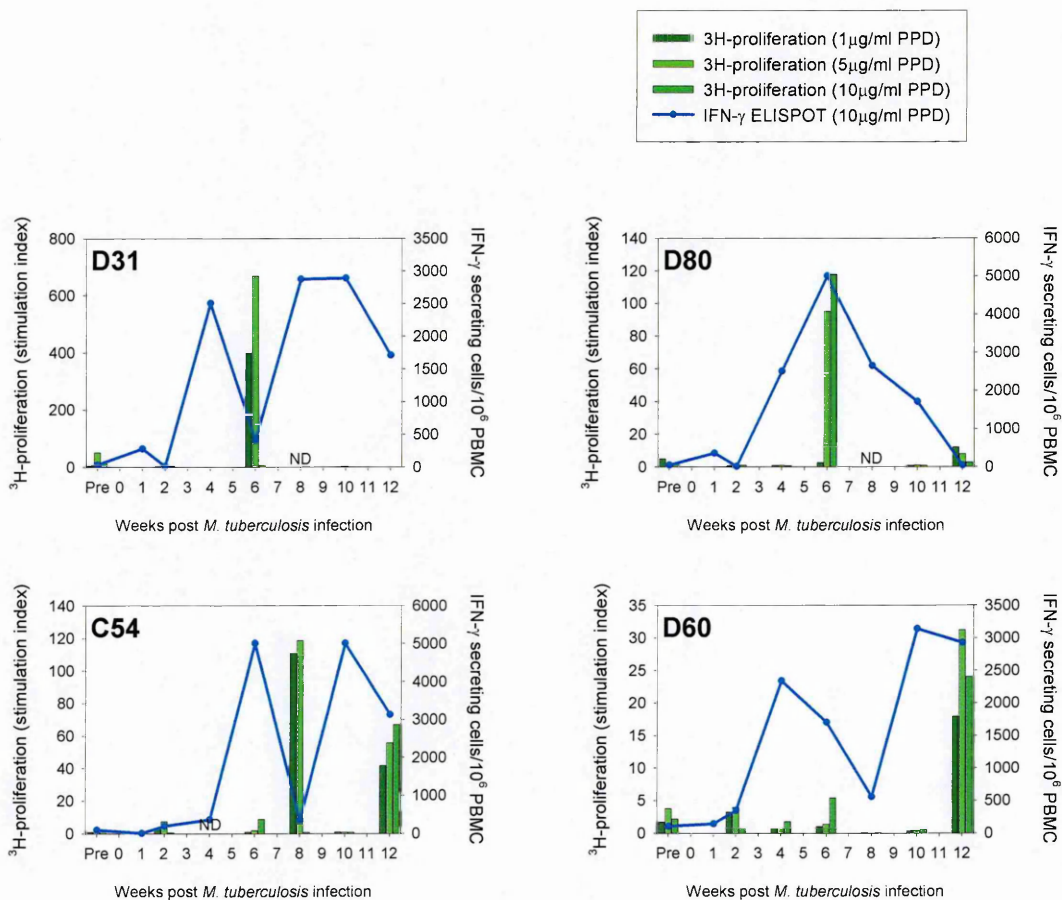 3H-proliferation (1µg/ml PPD)
3H-proliferation (5µg/ml PPD)
3H-proliferation (10µg/ml PPD)
IFN-γ ELISPOT (10µg/ml PPD)
D31
³H-proliferation (stimulation index)
800
600
400
200
0
3500
3000
2500
2000
1500
1000
500
0
IFN-γ secreting cells/10⁶ PBMC
ND
Pre 0 1 2 3 4 5 6 7 8 9 10 11 12
Weeks post M. tuberculosis infection
D80
³H-proliferation (stimulation index)
140
120
100
80
60
40
20
0
6000
5000
4000
3000
2000
1000
0
IFN-γ secreting cells/10⁶ PBMC
ND
Pre 0 1 2 3 4 5 6 7 8 9 10 11 12
Weeks post M. tuberculosis infection
C54
³H-proliferation (stimulation index)
140
120
100
80
60
40
20
0
6000
5000
4000
3000
2000
1000
0
IFN-γ secreting cells/10⁶ PBMC
ND
Pre 0 1 2 3 4 5 6 7 8 9 10 11 12
Weeks post M. tuberculosis infection
D60
³H-proliferation (stimulation index)
35
30
25
20
15
10
5
0
3500
3000
2500
2000
1500
1000
500
0
IFN-γ secreting cells/10⁶ PBMC
Pre 0 1 2 3 4 5 6 7 8 9 10 11 12
Weeks post M. tuberculosis infection